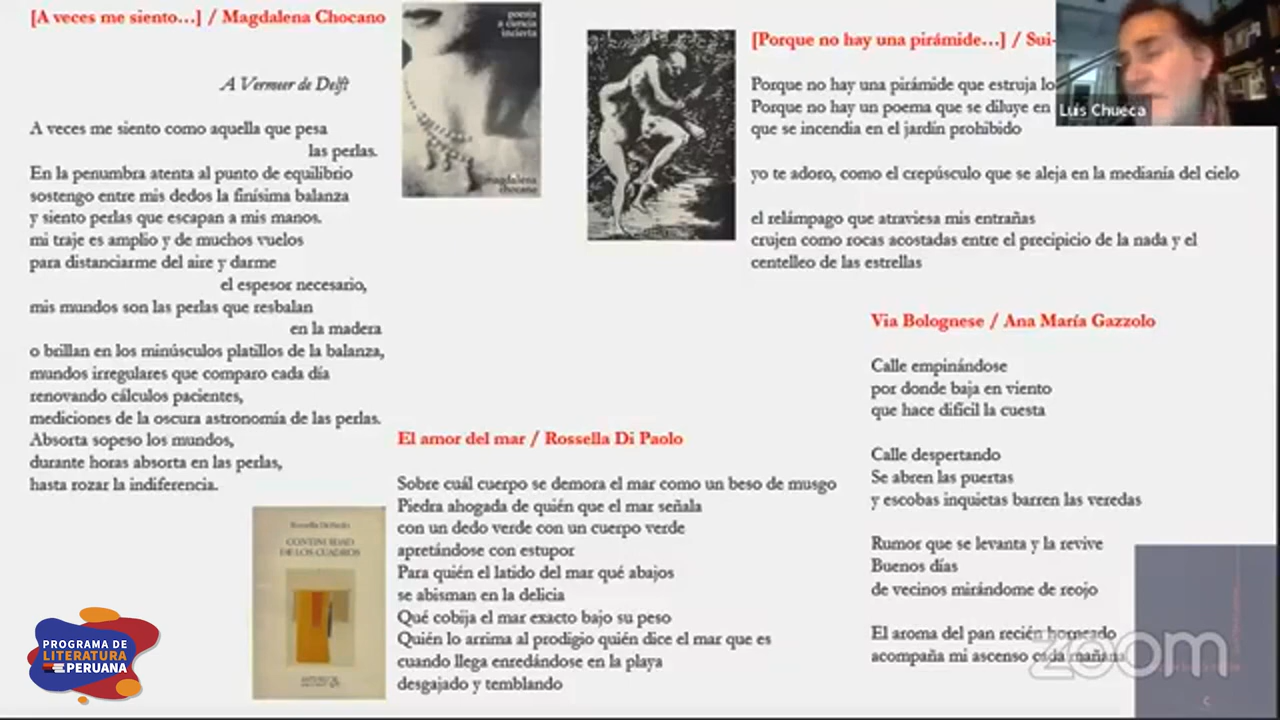 [A veces me siento...] / Magdalena Chocano
A Vermeer de Delft
A veces me siento como aquella que pesa
las perlas.
En la penumbra atenta al punto de equilibrio
sostengo entre mis dedos la finísima balanza
y siento perlas que escapan a mis manos.
mi traje es amplio y de muchos vuelos
para distanciarme del aire y darme
el espesor necesario,
mis mundos son las perlas que resbalan
en la madera
o brillan en los minúsculos platillos de la balanza,
mundos irregulares que comparo cada día
renovando cálculos pacientes,
mediciones de la oscura astronomía de las perlas.
Absorta sopeso los mundos,
durante horas absorta en las perlas,
hasta rozar la indiferencia.
poesía
a ciencia
incierta
magdalena
chocano
[Porque no hay una pirámide...] / Sui-
Porque no hay una pirámide que estruja lo
Porque no hay un poema que se diluye en
que se incendia en el jardín prohibido
yo te adoro, como el crepúsculo que se aleja en la medianía del cielo
el relámpago que atraviesa mis entrañas
crujen como rocas acostadas entre el precipicio de la nada y el
centelleo de las estrellas
Luis Chueca
Via Bolognese / Ana María Gazzolo
Calle empinándose
por donde baja en viento
que hace difícil la cuesta
Calle despertando
Se abren las puertas
y escobas inquietas barren las veredas
Rumor que se levanta y la revive
Buenos días
de vecinos mirándome de reojo
El aroma del pan recién horneado
acompaña mi ascenso cada mañana
El amor del mar / Rossella Di Paolo
Sobre cuál cuerpo se demora el mar como un beso de musgo
Piedra ahogada de quién que el mar señala
con un dedo verde con un cuerpo verde
apretándose con estupor
Para quién el latido del mar qué abajos
se abisman en la delicia
Qué cobija el mar exacto bajo su peso
Quién lo arrima al prodigio quién dice el mar que es
cuando llega enredándose en la playa
desgajado y temblando
Rossella Di Paolo
CONTINUIDAD
DE LOS CUADROS
PROGRAMA DE
LITERATURA
PERUANA
zoom